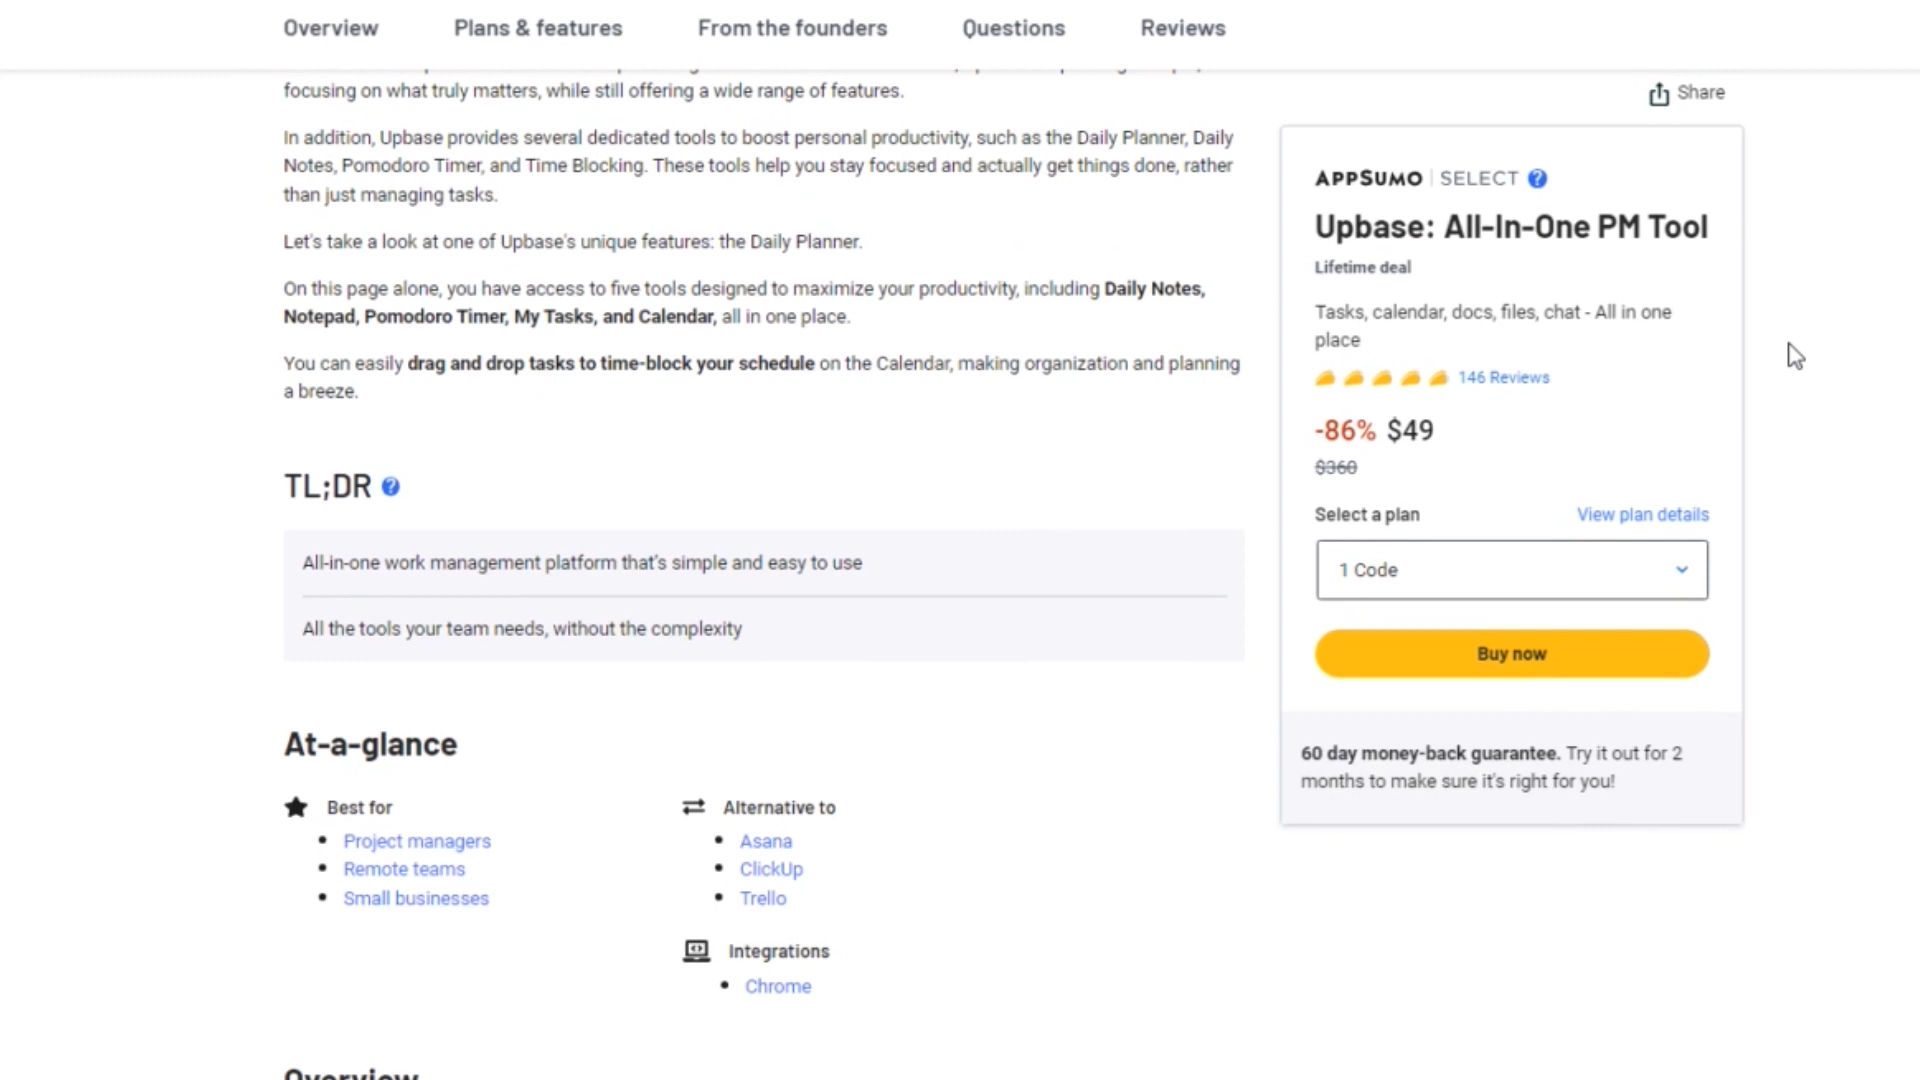 Overview
Plans & features
From the founders
Questions
Reviews
focusing on what truly matters, while still offering a wide range of features.
In addition, Upbase provides several dedicated tools to boost personal productivity, such as the Daily Planner, Daily
Notes, Pomodoro Timer, and Time Blocking. These tools help you stay focused and actually get things done, rather
than just managing tasks.
Let's take a look at one of Upbase's unique features: the Daily Planner.
On this page alone, you have access to five tools designed to maximize your productivity, including Daily Notes,
Notepad, Pomodoro Timer, My Tasks, and Calendar, all in one place.
You can easily drag and drop tasks to time-block your schedule on the Calendar, making organization and planning
a breeze.
TL;DR ?
All-in-one work management platform that's simple and easy to use
All the tools your team needs, without the complexity
At-a-glance
Best for
Project managers
Remote teams
Small businesses
Alternative to
Asana
ClickUp
Trello
Integrations
Chrome
Overview
Share
APPSUMO | SELECT ?
Upbase: All-In-One PM Tool
Lifetime deal
Tasks, calendar, docs, files, chat - All in one
place
146 Reviews
-86% $49
$360
Select a plan
View plan details
1 Code
Buy now
60 day money-back guarantee. Try it out for 2
months to make sure it's right for you!